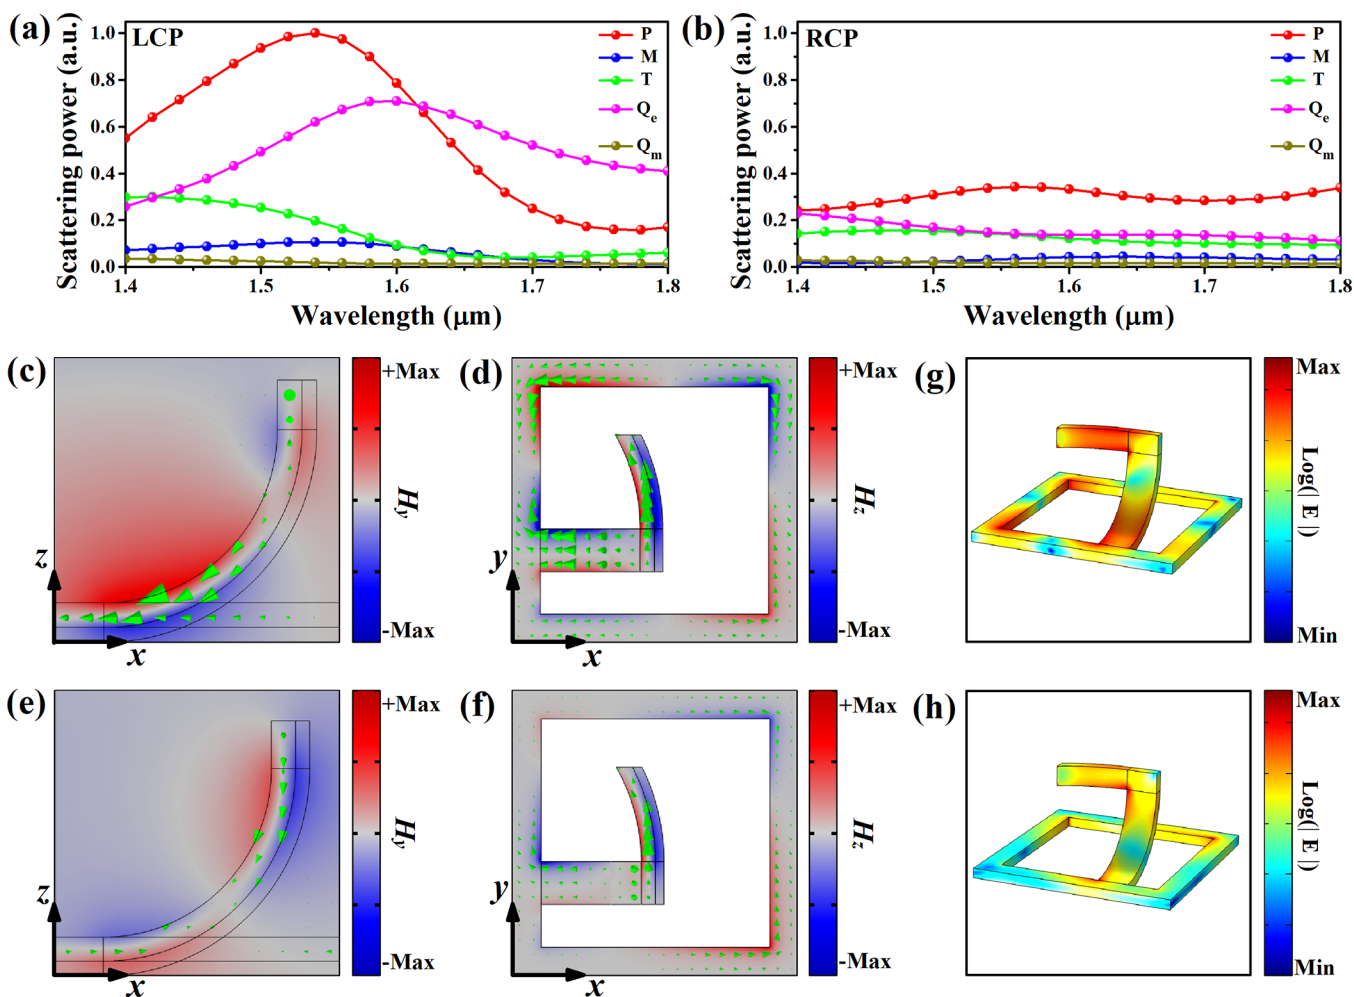 (a)
LCP
P
M
T
Qe
Qm
Scattering power (a.u.)
1.0
0.8
0.6
0.4
0.2
0.0
1.4 1.5 1.6 1.7 1.8
Wavelength (μm)
(b)
RCP
P
M
T
Qe
Qm
Scattering power (a.u.)
1.0
0.8
0.6
0.4
0.2
0.0
1.4 1.5 1.6 1.7 1.8
Wavelength (μm)
(c)
z
x
+Max
Hy
-Max
(d)
y
x
+Max
Hz
-Max
(g)
Max
Log(| E |)
Min
(e)
z
x
+Max
Hy
-Max
(f)
y
x
+Max
Hz
-Max
(h)
Max
Log(| E |)
Min